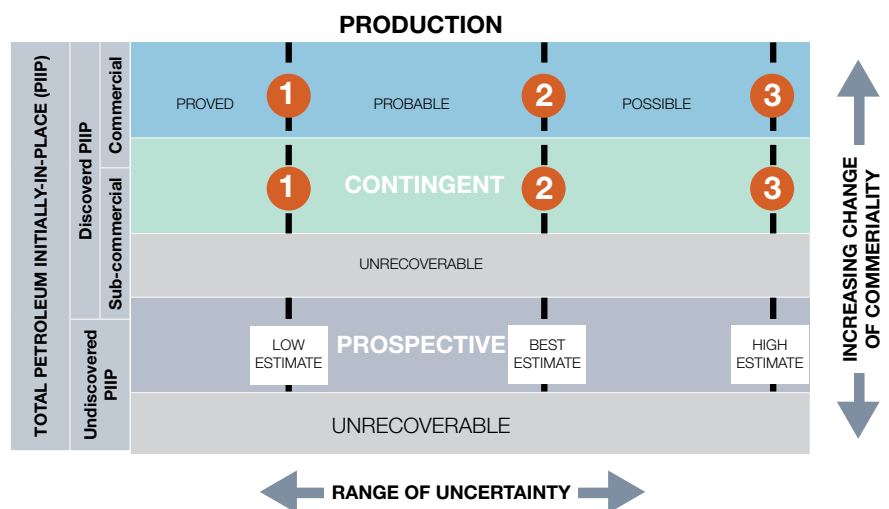 PRODUCTION
TOTAL PETROLEUM INITIALLY-IN-PLACE (PIIP)
Discoverd PIIP
Commercial
PROVED
1
PROBABLE
2
POSSIBLE
3
Sub-commercial
1
CONTINGENT
2
3
UNRECOVERABLE
Undiscovered
PIIP
LOW
ESTIMATE
PROSPECTIVE
BEST
ESTIMATE
HIGH
ESTIMATE
UNRECOVERABLE
INCREASING CHANGE
OF COMMERIALITY
RANGE OF UNCERTAINTY